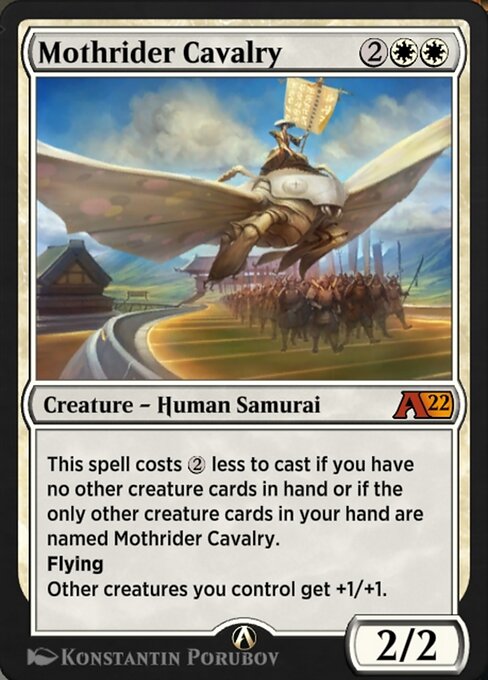 Mothrider Cavalry 2
Creature – Human Samurai A22
This spell costs 2 less to cast if you have
no other creature cards in hand or if the
only other creature cards in your hand are
named Mothrider Cavalry.
Flying
Other creatures you control get +1/+1.
2/2
Konstantin Porubov